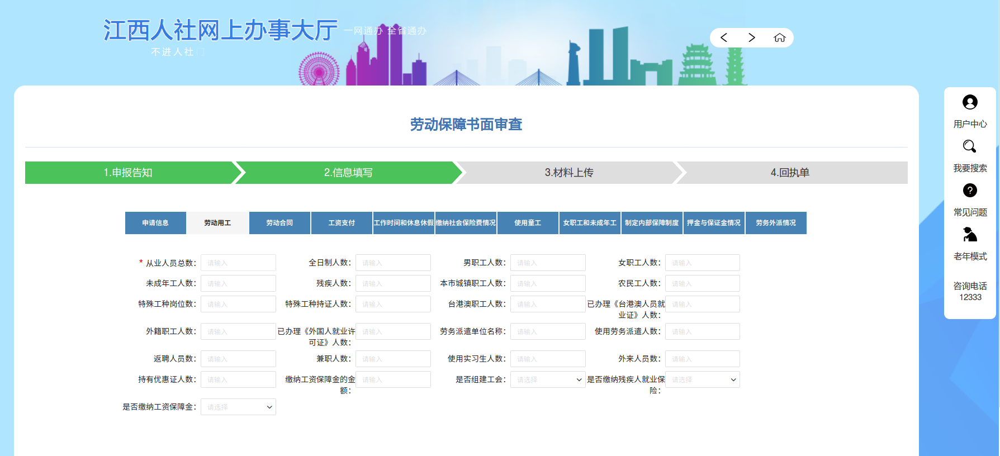 江西人社网上办事大厅 一网通办 全省通办
不进人社
劳动保障书面审查
1.申报告知 2.信息填写 3.材料上传 4.回执单
申请信息 劳动用工 劳动合同 工资支付 工作时间和休息休假 缴纳社会保险费情况 使用童工 女职工和未成年工 制定内部保障制度 押金与保证金情况 劳务外派情况
* 从业人员总数： 请输入 全日制人数： 请输入 男职工人数： 请输入 女职工人数： 请输入
未成年工人数： 请输入 残疾人数： 请输入 本市城镇职工人数： 请输入 农民工人数： 请输入
特殊工种岗位数： 请输入 特殊工种持证人数： 请输入 台港澳职工人数： 请输入 已办理《台港澳人员就 请输入
业证》人数：
外籍职工人数： 请输入 已办理《外国人就业许 请输入 劳务派遣单位名称： 请输入 使用劳务派遣人数： 请输入
可证》人数：
返聘人员数： 请输入 兼职人数： 请输入 使用实习生人数： 请输入 外来人员数： 请输入
持有优惠证人数： 请输入 缴纳工资保障金的金 请输入 是否组建工会： 请选择 是否缴纳残疾人就业保 请选择
额： 险：
是否缴纳工资保障金： 请选择
用户中心
我要搜索
?
常见问题
老年模式
咨询电话
12333